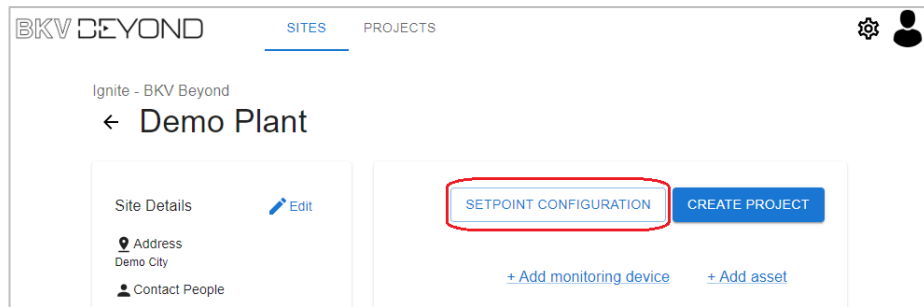 BKV BEYOND
SITES
PROJECTS
Ignite - BKV Beyond
Demo Plant
Site Details
Edit
Address
Demo City
Contact People
SETPOINT CONFIGURATION
CREATE PROJECT
+ Add monitoring device
+ Add asset